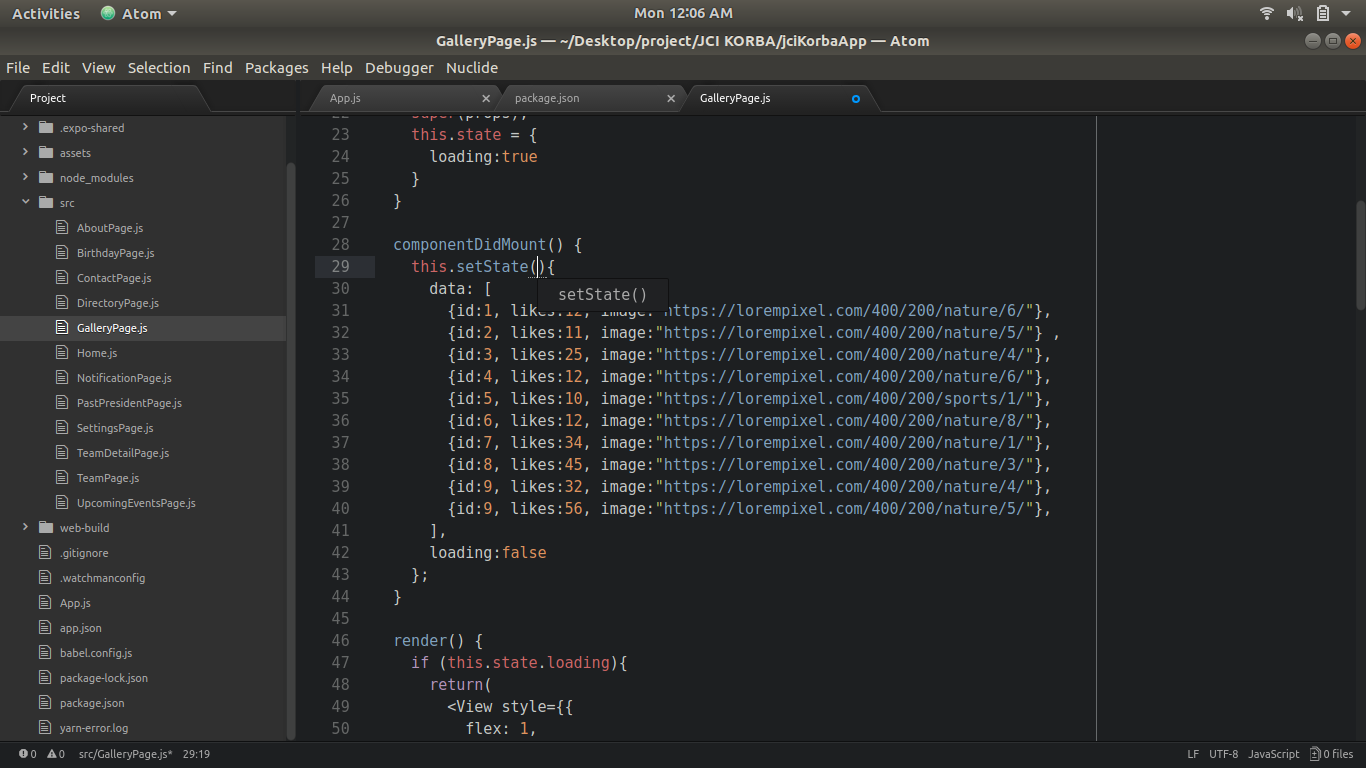 Activities Atom Mon 12:06 AM
GalleryPage.js — ~/Desktop/project/JCI KORBA/jciKorbaApp — Atom
File Edit View Selection Find Packages Help Debugger Nuclide
Project
.expo-shared
assets
node_modules
src
AboutPage.js
BirthdayPage.js
ContactPage.js
DirectoryPage.js
GalleryPage.js
Home.js
NotificationPage.js
PastPresidentPage.js
SettingsPage.js
TeamDetailPage.js
TeamPage.js
UpcomingEventsPage.js
web-build
.gitignore
.watchmanconfig
App.js
app.json
babel.config.js
package-lock.json
package.json
yarn-error.log
App.js package.json GalleryPage.js
22 super(props);
23 this.state = {
24 loading:true
25 }
26 }
27
28 componentDidMount() {
29 this.setState(){
setState()
30 data: [
31 {id:1, likes:12, image:"https://lorempixel.com/400/200/nature/6/"},
32 {id:2, likes:11, image:"https://lorempixel.com/400/200/nature/5/"} ,
33 {id:3, likes:25, image:"https://lorempixel.com/400/200/nature/4/"},
34 {id:4, likes:12, image:"https://lorempixel.com/400/200/nature/6/"},
35 {id:5, likes:10, image:"https://lorempixel.com/400/200/sports/1/"},
36 {id:6, likes:12, image:"https://lorempixel.com/400/200/nature/8/"},
37 {id:7, likes:34, image:"https://lorempixel.com/400/200/nature/1/"},
38 {id:8, likes:45, image:"https://lorempixel.com/400/200/nature/3/"},
39 {id:9, likes:32, image:"https://lorempixel.com/400/200/nature/4/"},
40 {id:9, likes:56, image:"https://lorempixel.com/400/200/nature/5/"},
41 ],
42 loading:false
43 };
44 }
45
46 render() {
47 if (this.state.loading){
48 return(
49 <View style={{
50 flex: 1,
0 0 src/GalleryPage.js* 29:19 LF UTF-8 JavaScript 0 files